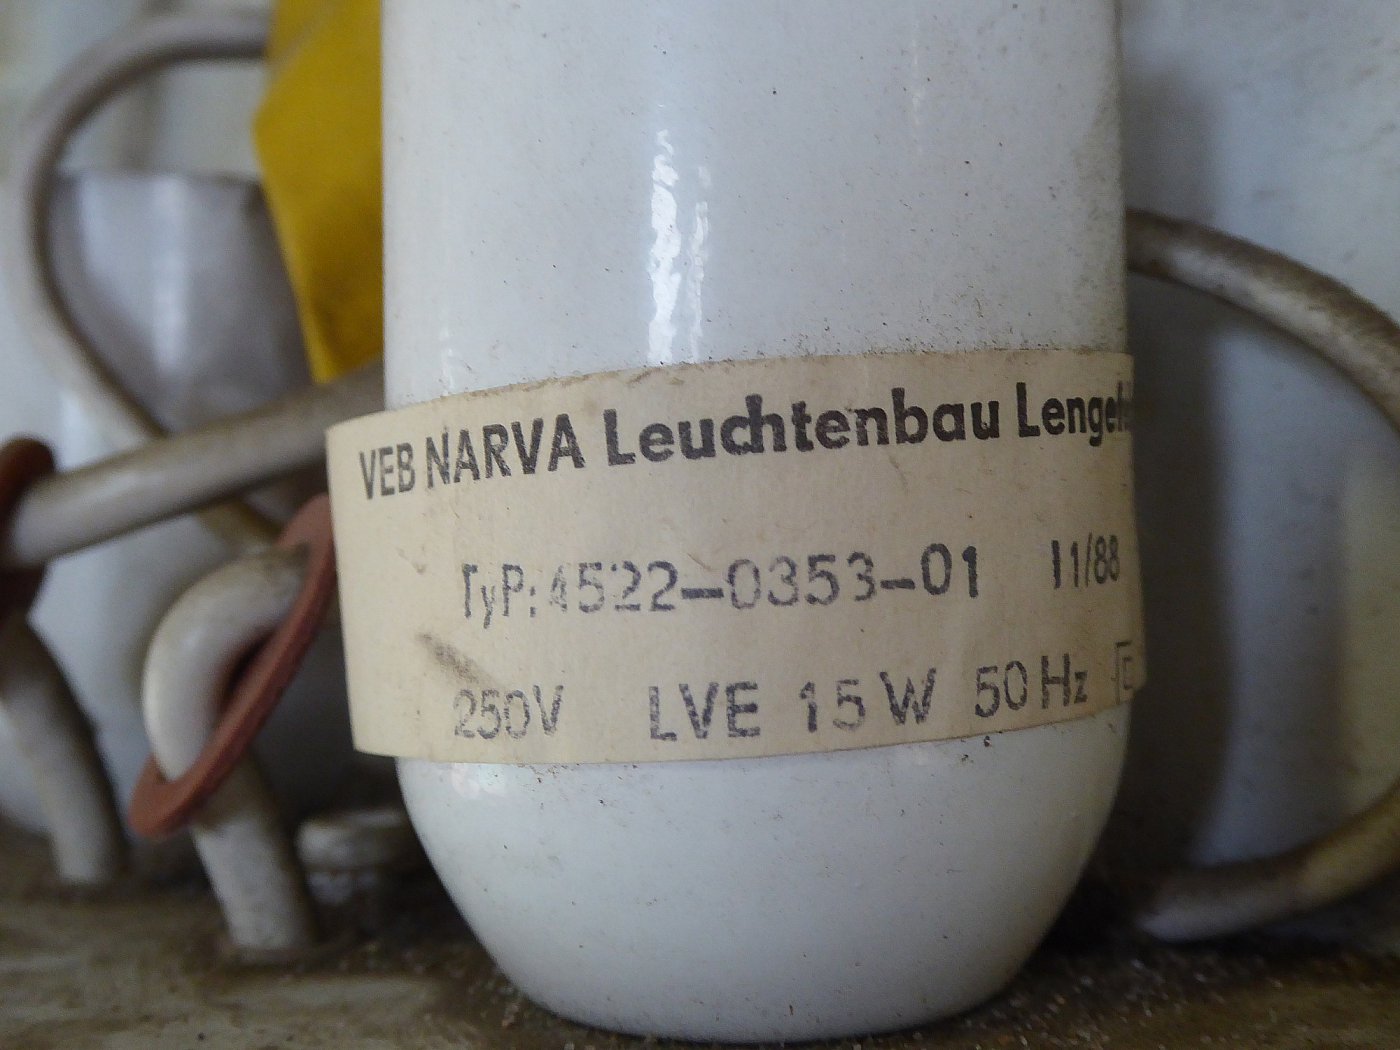 VEB NARVA Leuchtenbau
TyP: 4522-0353-01 11/88
250V LVE 15 W 50 Hz